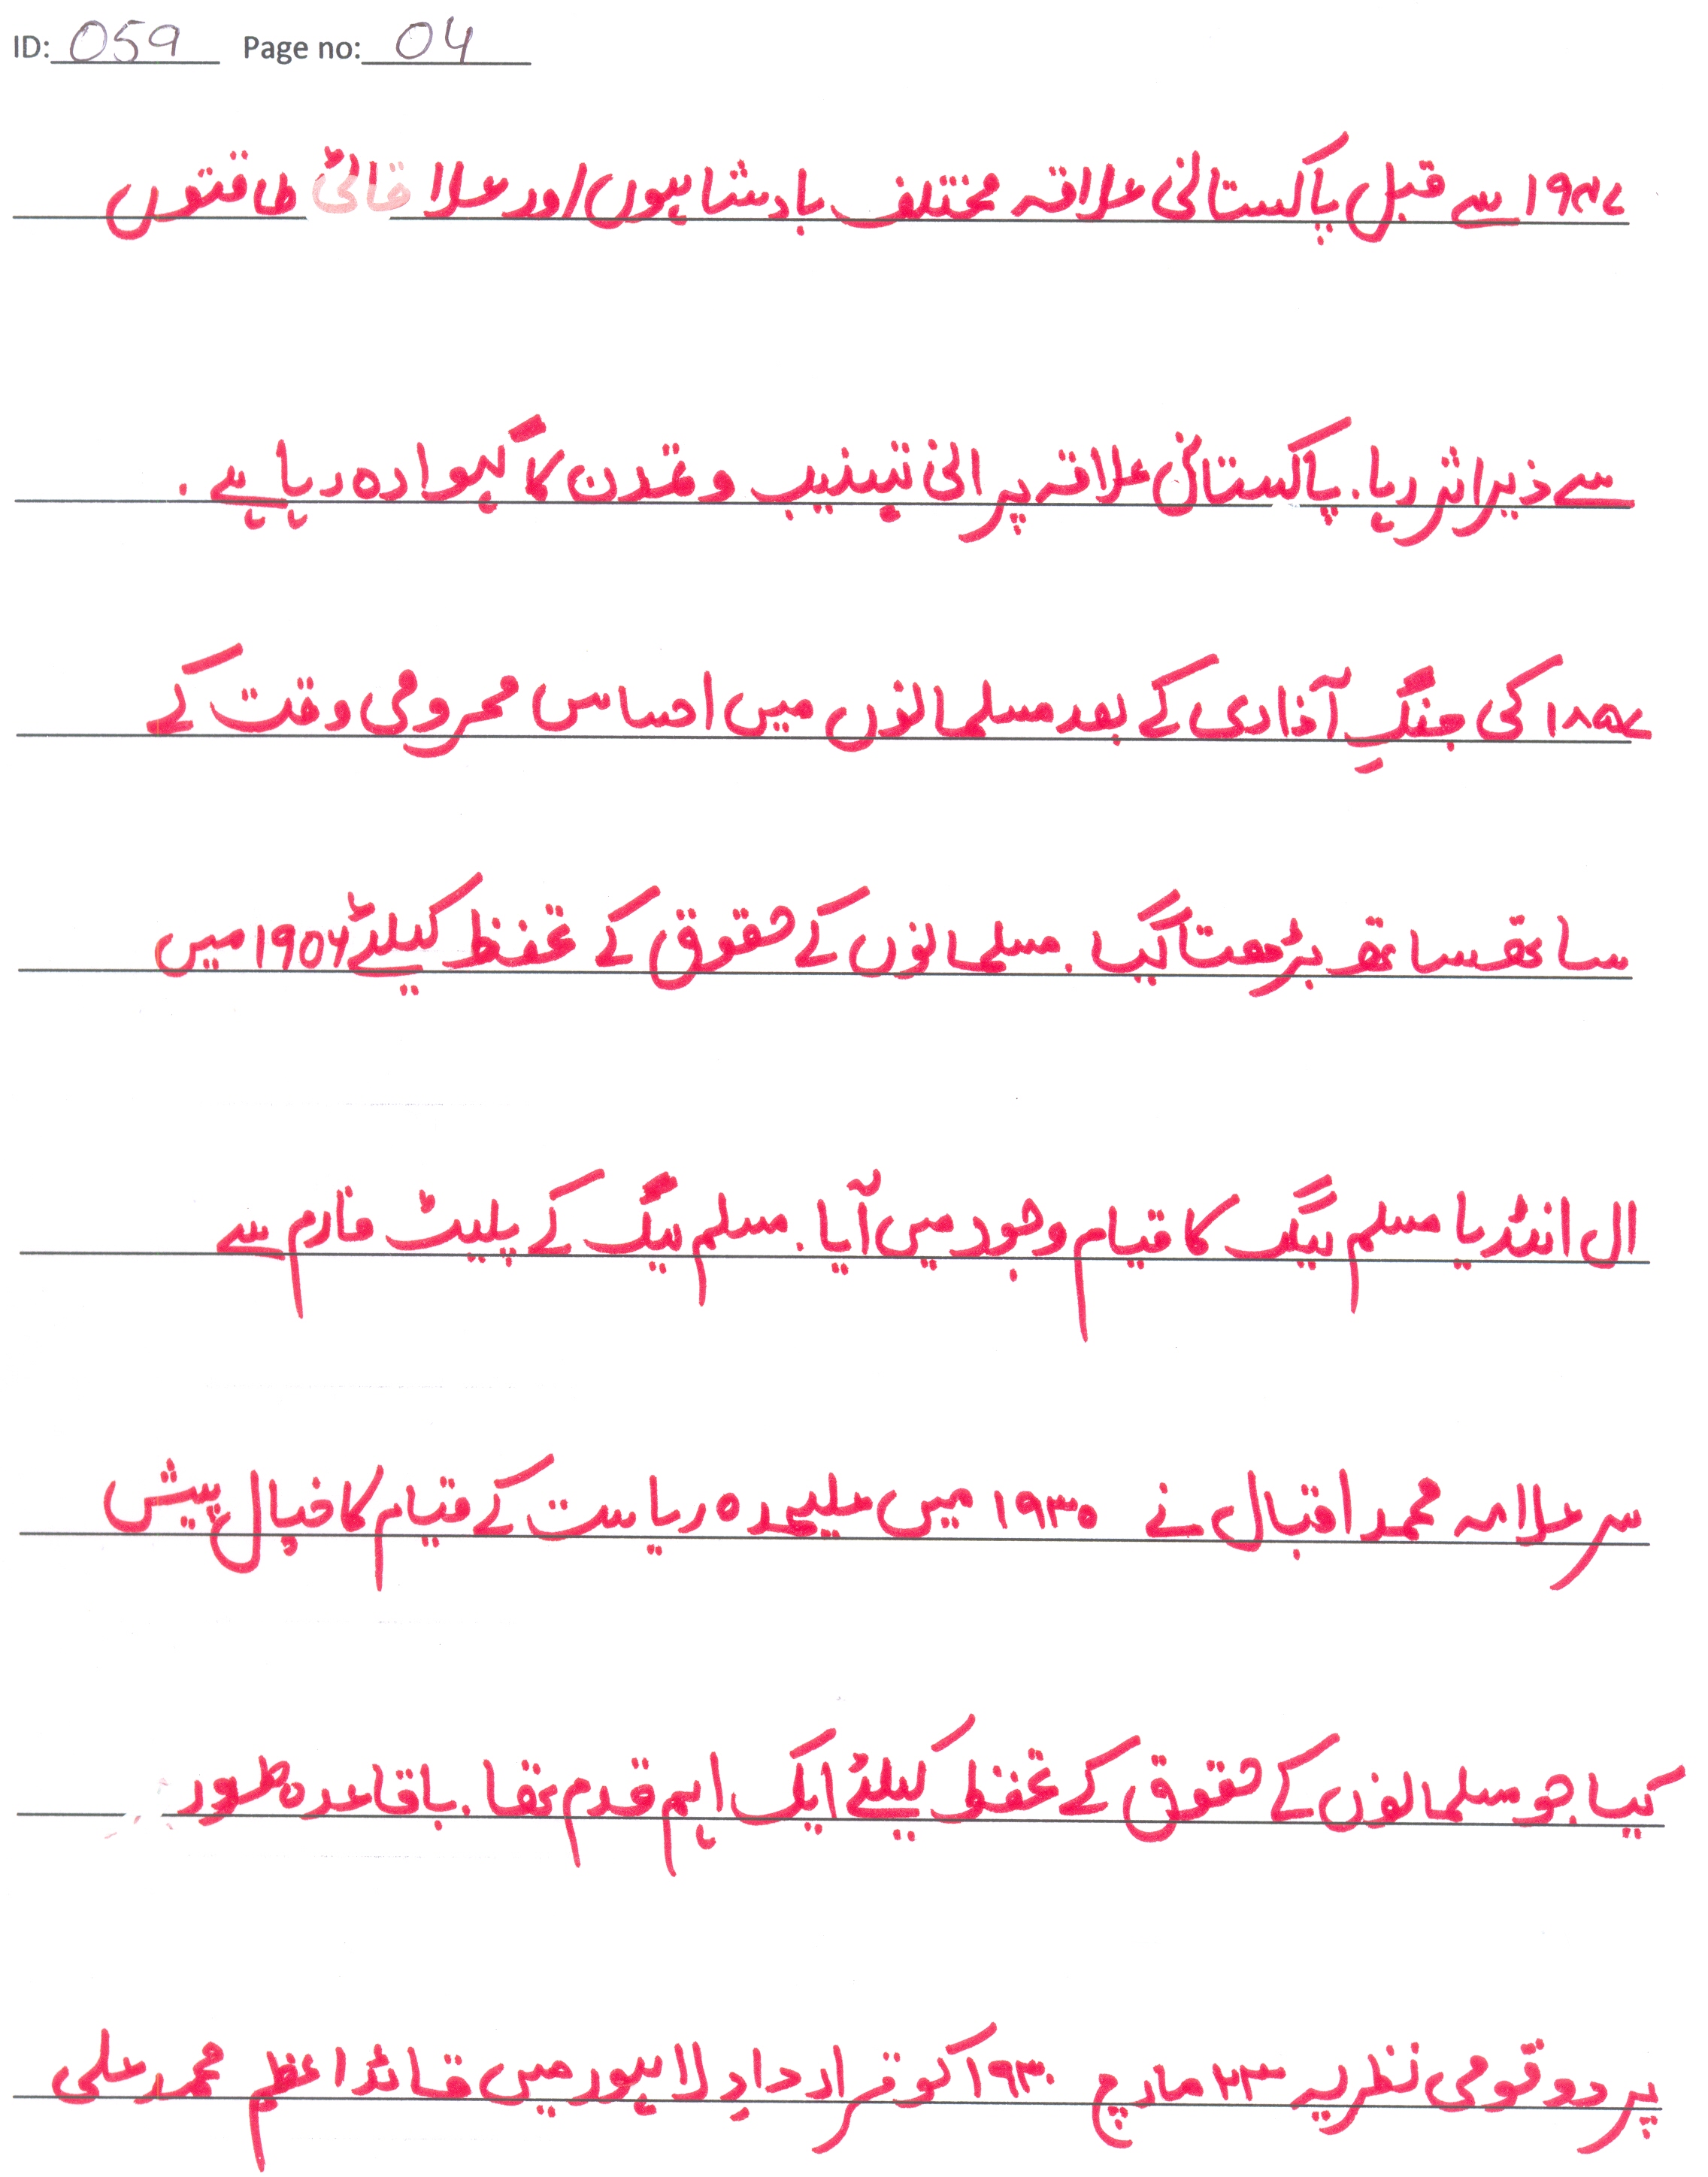 ID: 059 Page no: 04
۱۹۴۷ سے قبل پاکستانی علاقہ مختلف بادشاہوں اور علاقائی طاقتوں
سے ذیراثر رہا. پاکستانی علاقہ پرانی تہذیب و تمدن کا گہوارہ رہا ہے.
۱۸۵۷ کی جنگِ آذادی کے بعد مسلمانوں میں احساس محرومی وقت کے
ساتھ ساتھ بڑھتا گیا. مسلمانوں کے حقوق کے تحفظ کیلئے ۱۹۰۶ میں
ال انڈیا مسلم لیگ کا قیام وجود میں آیا. مسلم لیگ کے پلیٹ فارم سے
سر علامہ محمد اقبال نے ۱۹۳۰ میں علیحدہ ریاست کے قیام کا خیال پیش
کیا جو مسلمانوں کے حقوق کے تحفظ کیلئے ایک اہم قدم تھا. باقاعدہ طور
پر دو قومی نظریہ ۲۳ مارچ ۱۹۳۰ کو قراردادِ لاہور میں قائداعظم محمد علی